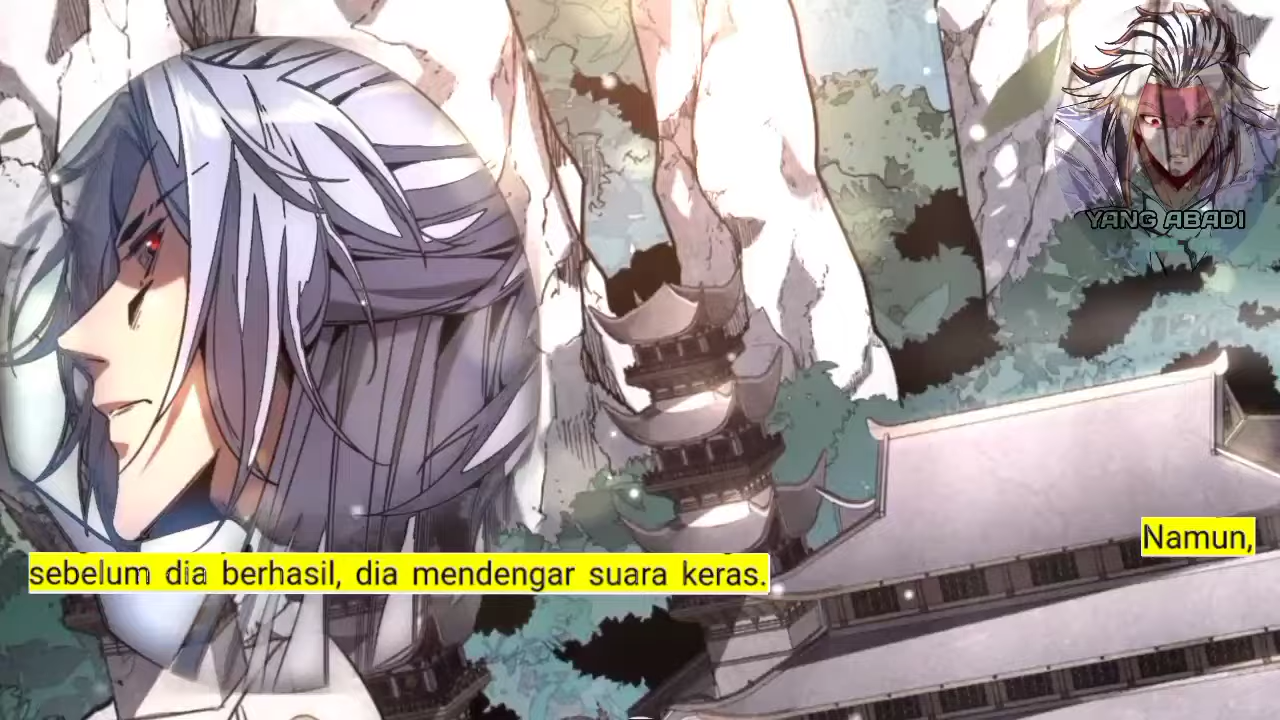 YANG ABADI
Namun,
sebelum dia berhasil, dia mendengar suara keras.